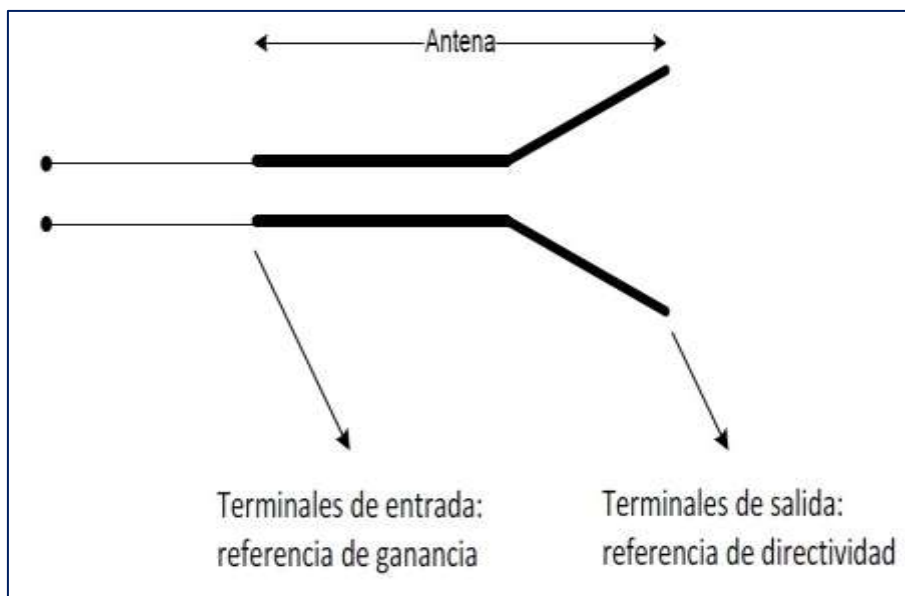 Antena
Terminales de entrada:
referencia de ganancia
Terminales de salida:
referencia de directividad